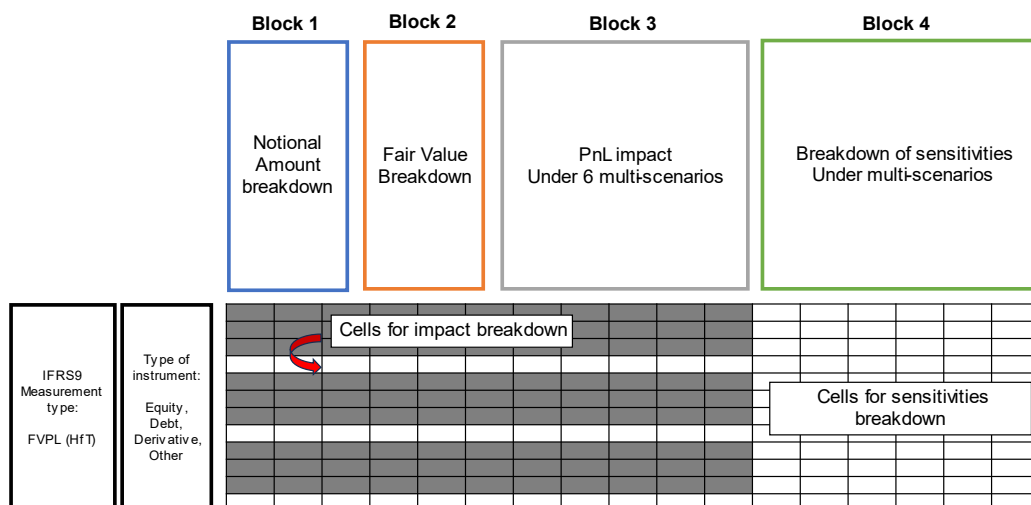 Block 1
Block 2
Block 3
Block 4
Notional
Amount
breakdown
Fair Value
Breakdown
PnL impact
Under 6 multi-scenarios
Breakdown of sensitivities
Under multi-scenarios
IFRS9
Measurement
type:
FVPL (HfT)
Type of
instrument:
Equity,
Debt,
Derivative,
Other
Cells for impact breakdown
Cells for sensitivities
breakdown